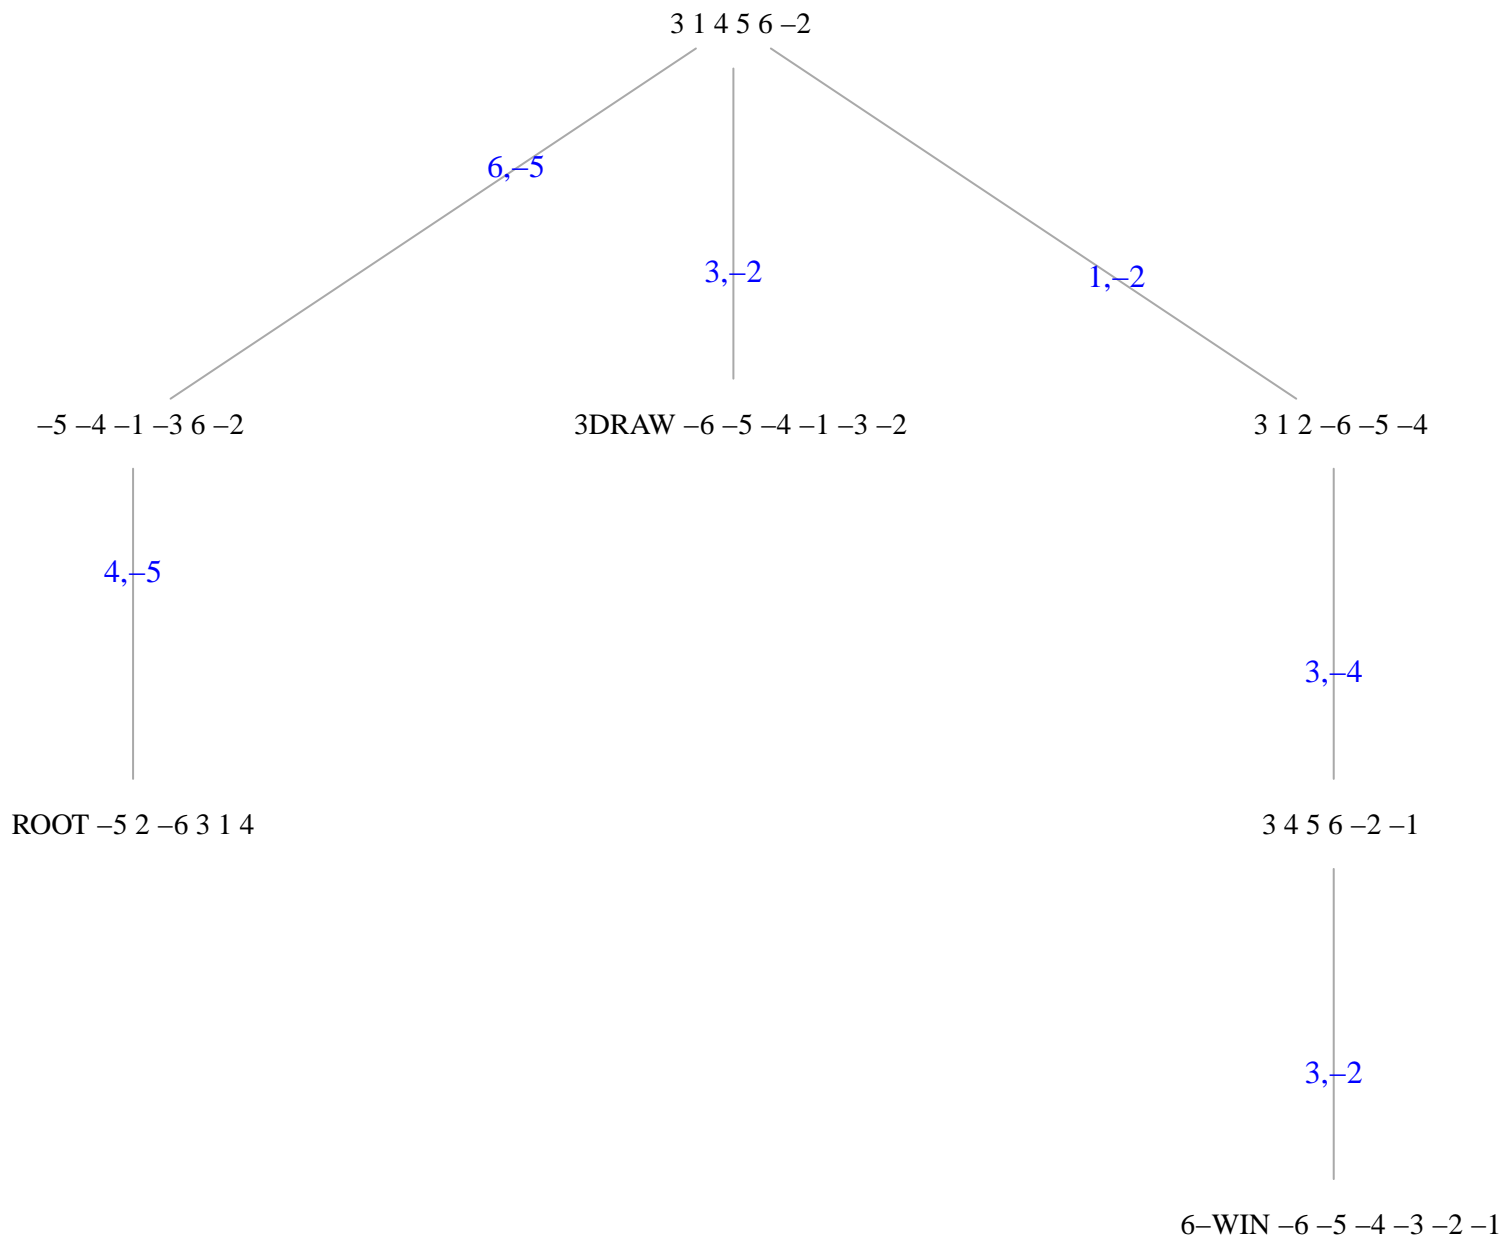 3 1 4 5 6 –2
6,–5
3,–2
1,–2
–5 –4 –1 –3 6 –2
3DRAW –6 –5 –4 –1 –3 –2
3 1 2 –6 –5 –4
4,–5
3,–4
ROOT –5 2 –6 3 1 4
3 4 5 6 –2 –1
3,–2
6–WIN –6 –5 –4 –3 –2 –1